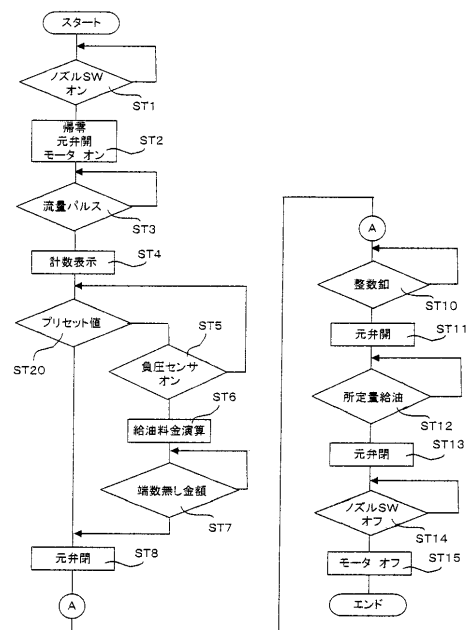 スタート
ノズルSW
オン
ST1
帰零
元弁開
モータ オン
ST2
流量パルス
ST3
計数表示
ST4
プリセット値
ST20
ST5
負圧センサ
オン
ST6
給油料金演算
端数無し金額
ST7
元弁閉
ST8
A
A
整数釦
ST10
元弁開
ST11
所定量給油
ST12
元弁閉
ST13
ノズルSW
オフ
ST14
モータ オフ
ST15
エンド